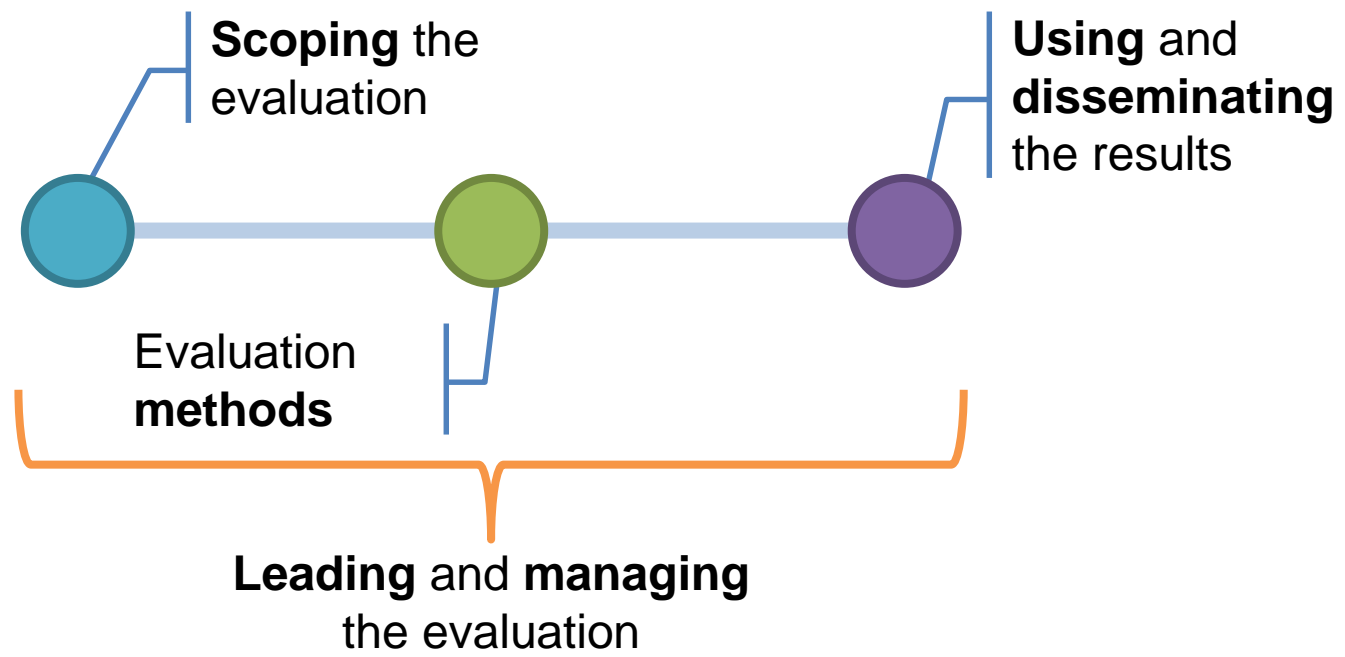 Scoping the
evaluation
Using and
disseminating
the results
Evaluation
methods
Leading and managing
the evaluation